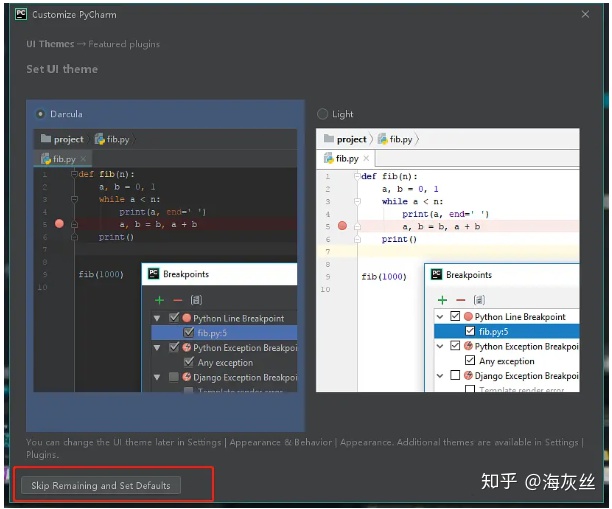 Customize PyCharm
UI Themes → Featured plugins
Set UI theme
Darcula
project fib.py
fib.py
1 def fib(n):
2 a, b = 0, 1
3 while a < n:
4 print(a, end=' ')
5 a, b = b, a + b
6 print()
7
8
9 fib(1000)
10
Breakpoints
Python Line Breakpoint
fib.py:5
Python Exception Breakpoi
Any exception
Django Exception Breakpoi
Template render error
Light
project fib.py
fib.py
1 def fib(n):
2 a, b = 0, 1
3 while a < n:
4 print(a, end=' ')
5 a, b = b, a + b
6 print()
7
8
9 fib(1000)
10
Breakpoints
Python Line Breakpoint
fib.py:5
Python Exception Breakpoi
Any exception
Django Exception Breakpoi
Template render error
You can change the UI theme later in Settings | Appearance & Behavior | Appearance. Additional themes are available in Settings |
Plugins.
Skip Remaining and Set Defaults
知乎 @海灰丝